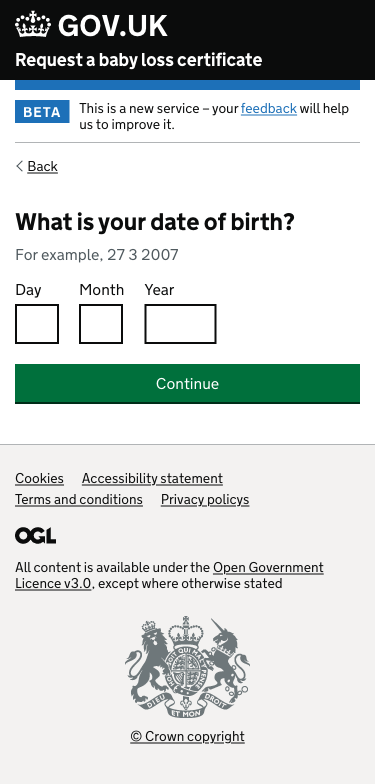 GOV.UK
Request a baby loss certificate
BETA
This is a new service – your feedback will help
us to improve it.
Back
What is your date of birth?
For example, 27 3 2007
Day Month Year
Continue
Cookies Accessibility statement
Terms and conditions Privacy policys
OGL
All content is available under the Open Government
Licence v3.0, except where otherwise stated
DIEU ET MON
© Crown copyright